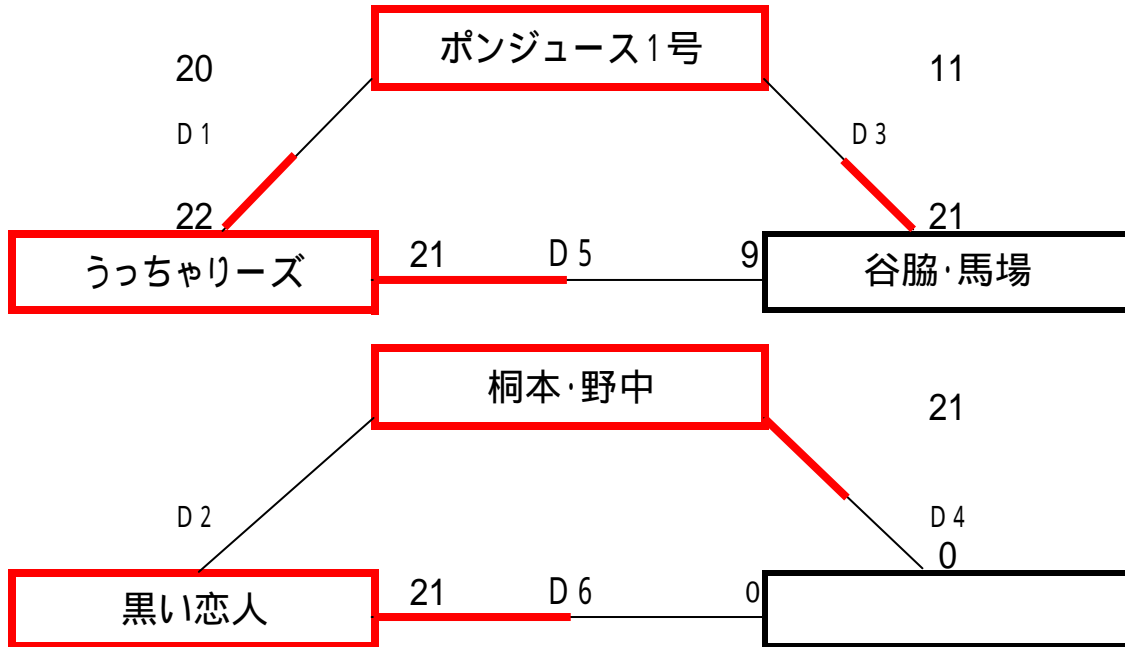 ポンジュース1号
20
11
D1
D3
22
21
うっちゃリーズ
21
D5
9
谷脇・馬場
桐本・野中
21
D2
D4
0
黒い恋人
21
D6
0